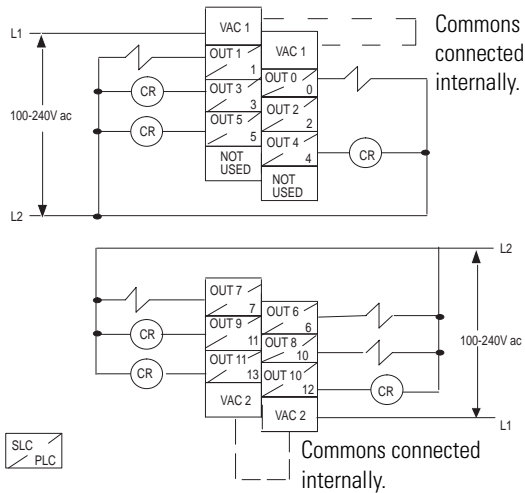 VAC 1
Commons
connected
internally.
L1
OUT 1
1
VAC 1
CR
OUT 3
3
OUT 0
0
100-240V ac
CR
OUT 5
5
OUT 2
2
NOT
USED
OUT 4
4
CR
NOT
USED
L2
L2
OUT 7
7
OUT 6
6
CR
OUT 9
11
OUT 8
10
100-240V ac
CR
OUT 11
13
OUT 10
12
CR
VAC 2
VAC 2
L1
SLC
PLC
Commons connected
internally.